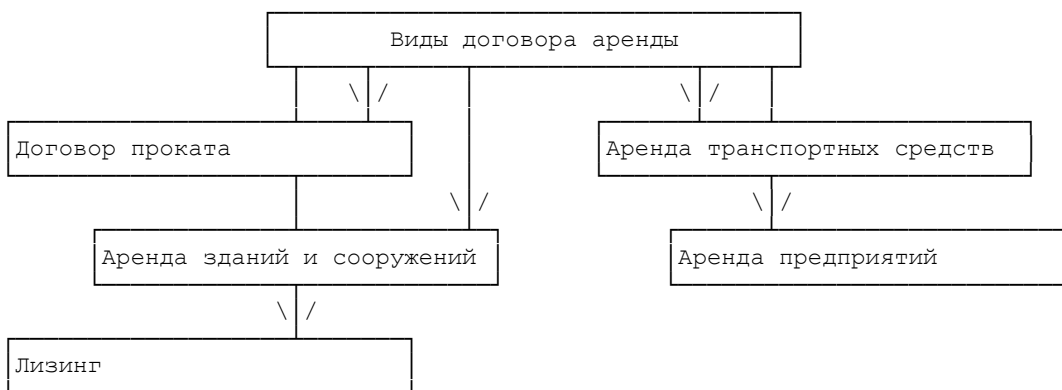 Виды договора аренды
Договор проката
Аренда транспортных средств
Аренда зданий и сооружений
Аренда предприятий
Лизинг